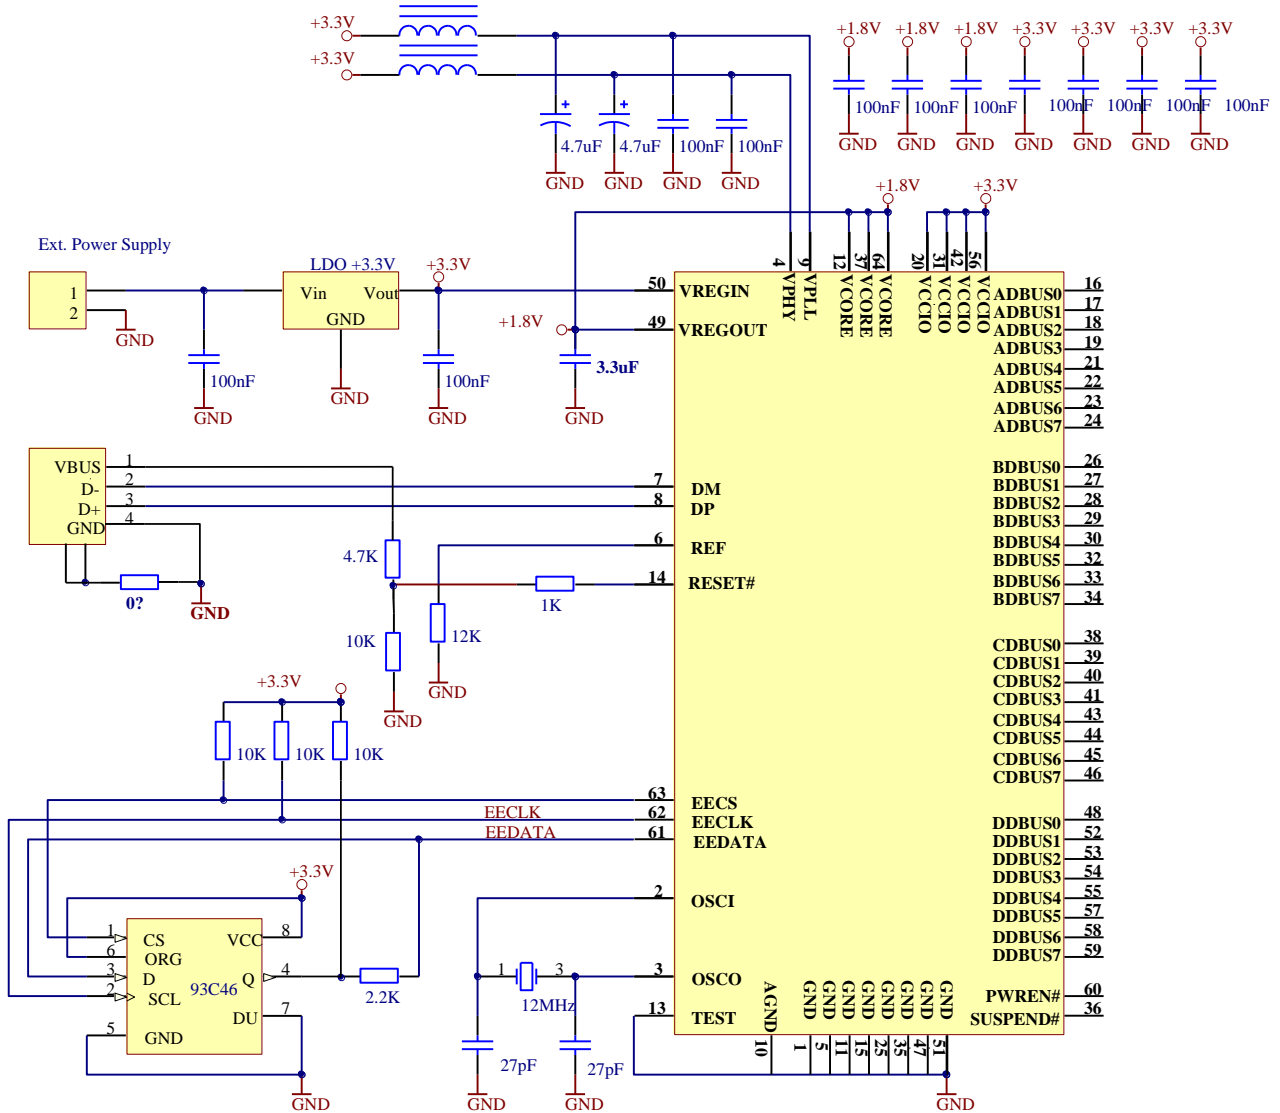 +3.3V
+3.3V
4.7uF 4.7uF 100nF 100nF
GND GND GND GND
+1.8V +1.8V +1.8V +3.3V +3.3V +3.3V +3.3V
100nF 100nF 100nF 100nF 100nF 100nF 100nF
GND GND GND GND GND GND GND
+1.8V +3.3V
Ext. Power Supply
1
2
GND
100nF
GND
LDO +3.3V
Vin Vout
GND
GND
+3.3V
100nF
GND
+1.8V
3.3uF
GND
50 VREGIN
49 VREGOUT
4 VPHY
9 VPLL
12 VCORE
37 VCORE
64 VCORE
20 VCCIO
31 VCCIO
42 VCCIO
56 VCCIO
ADBUS0 16
ADBUS1 17
ADBUS2 18
ADBUS3 19
ADBUS4 21
ADBUS5 22
ADBUS6 23
ADBUS7 24
VBUS 1
D- 2
D+ 3
GND 4
0?
GND
4.7K
10K
GND
12K
GND
1K
7 DM
8 DP
6 REF
14 RESET#
BDBUS0 26
BDBUS1 27
BDBUS2 28
BDBUS3 29
BDBUS4 30
BDBUS5 32
BDBUS6 33
BDBUS7 34
CDBUS0 38
CDBUS1 39
CDBUS2 40
CDBUS3 41
CDBUS4 43
CDBUS5 44
CDBUS6 45
CDBUS7 46
+3.3V
10K 10K 10K
EECLK
EEDATA
63 EECS
62 EECLK
61 EEDATA
DDBUS0 48
DDBUS1 52
DDBUS2 53
DDBUS3 54
DDBUS4 55
DDBUS5 57
DDBUS6 58
DDBUS7 59
+3.3V
1 CS
6 ORG
3 D
2 SCL
5 GND
93C46
VCC 8
Q 4
DU 7
2.2K
GND
2 OSCI
3 OSCO
13 TEST
1 3
12MHz
27pF 27pF
GND GND
AGND 10
GND 1
GND 5
GND 11
GND 15
GND 25
GND 35
GND 47
GND 51
PWREN# 60
SUSPEND# 36
GND